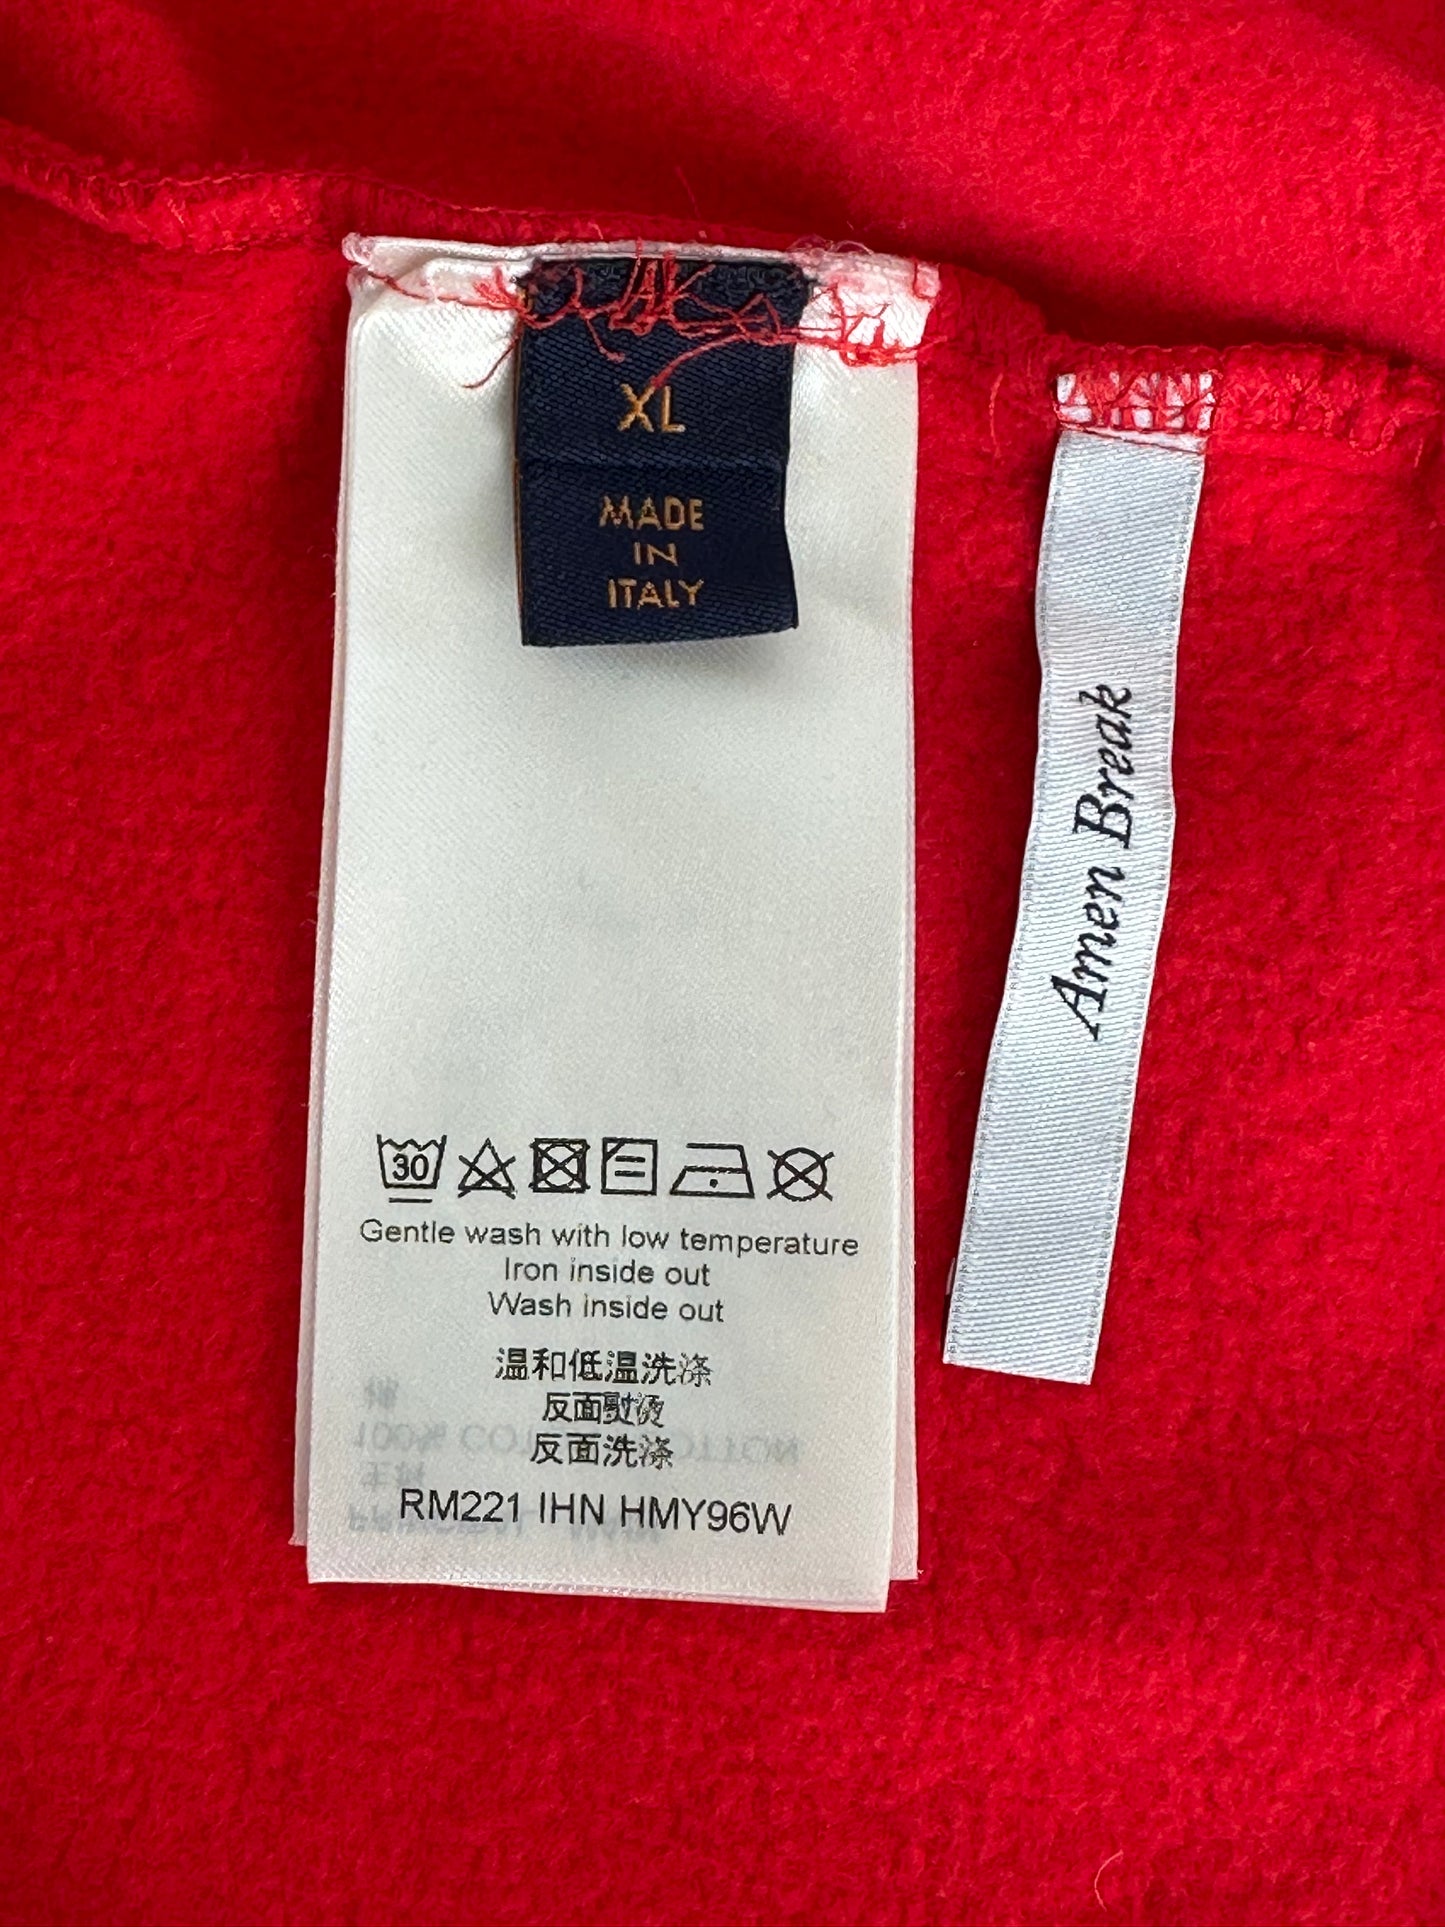 XL
MADE
IN
ITALY
Amen Break
30
Gentle wash with low temperature
Iron inside out
Wash inside out
温和低温洗涤
反面熨烫
反面洗涤
RM221 IHN HMY96W